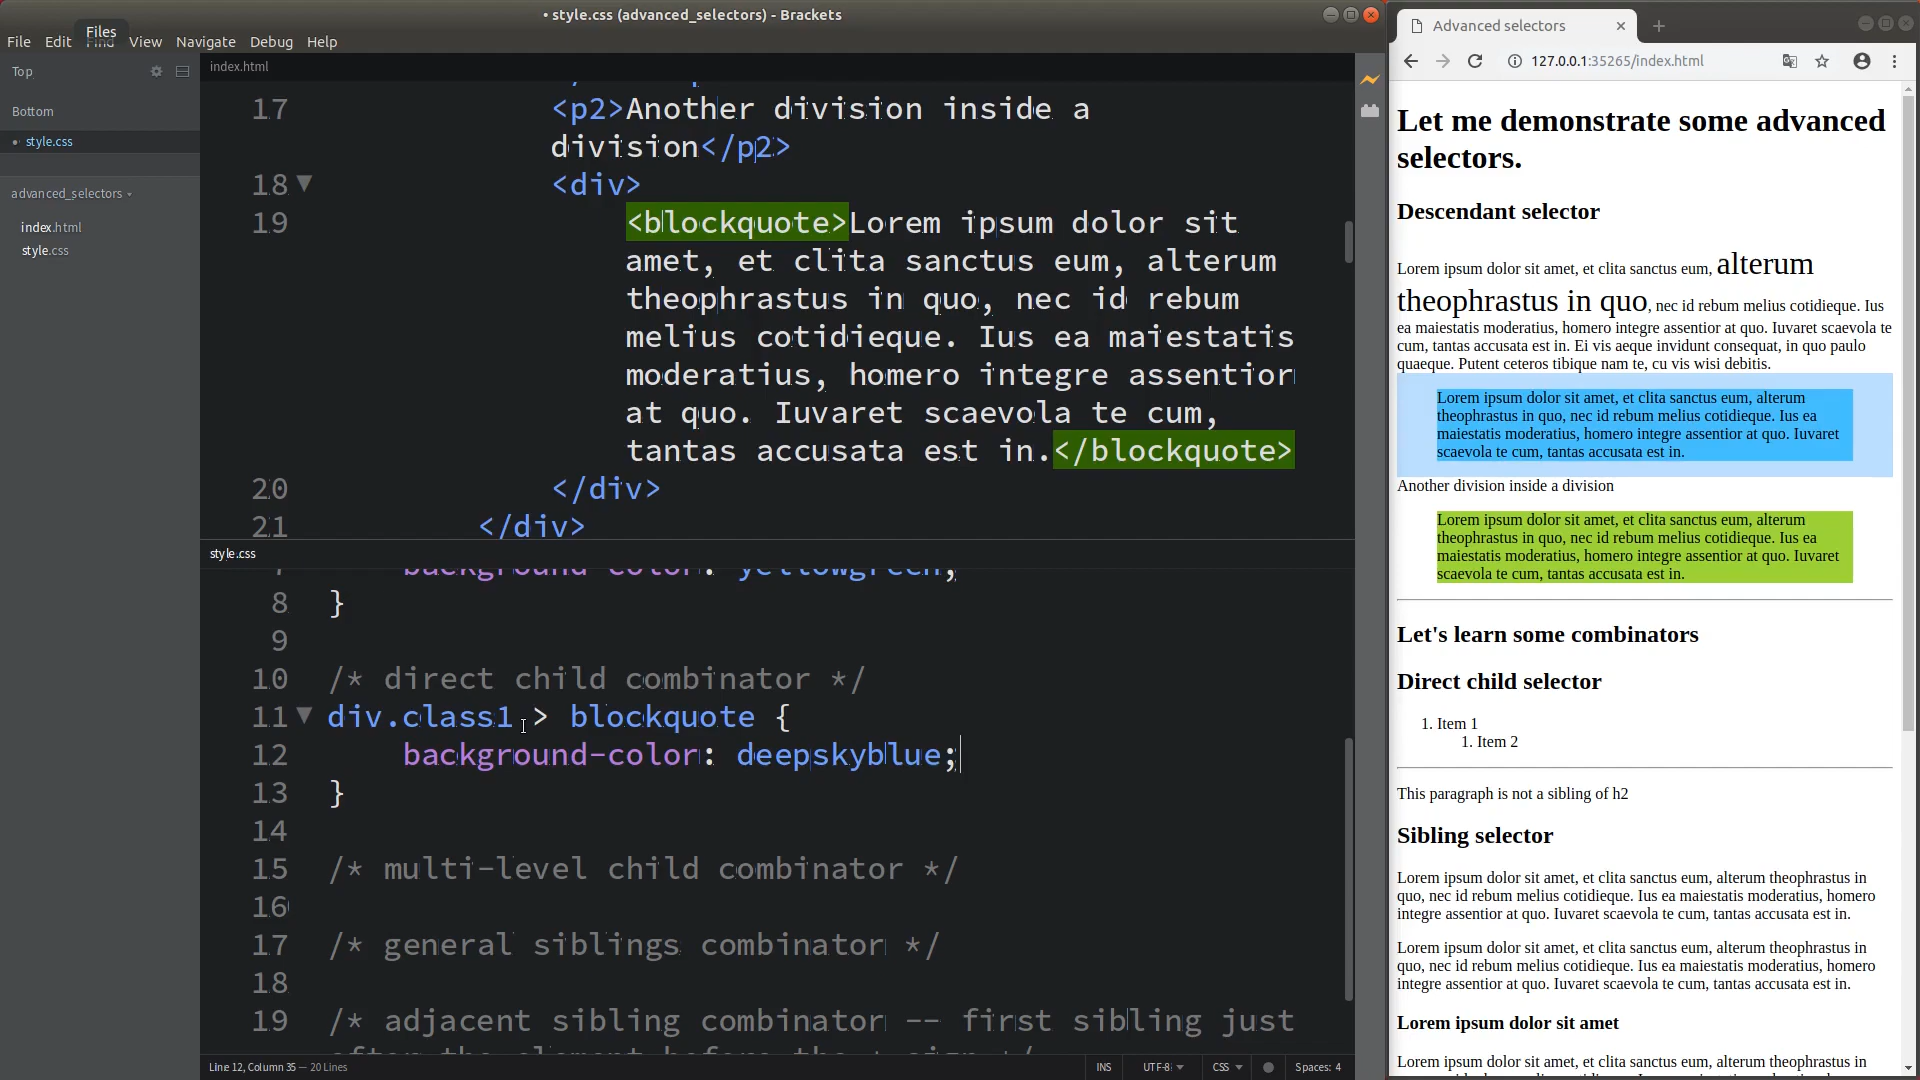 • style.css (advanced_selectors) - Brackets
Files
File Edit Find View Navigate Debug Help
Top
Bottom
• style.css
advanced_selectors
index.html
style.css
index.html
17 <p2>Another division inside a
division</p2>
18 <div>
19 <blockquote>Lorem ipsum dolor sit
amet, et clita sanctus eum, alterum
theophrastus in quo, nec id rebum
melius cotidieque. Ius ea maiestatis
moderatius, homero integre assentior
at quo. Iuvaret scaevola te cum,
tantas accusata est in.</blockquote>
20 </div>
21 </div>
style.css
7 background-color: yellowgreen;
8 }
9
10 /* direct child combinator */
11 div.class1 > blockquote {
12 background-color: deepskyblue;
13 }
14
15 /* multi-level child combinator */
16
17 /* general siblings combinator */
18
19 /* adjacent sibling combinator -- first sibling just
after the element before the + sign */
Line 12, Column 35 — 20 Lines
INS UTF-8 CSS Spaces: 4
Advanced selectors
127.0.0.1:35265/index.html
Let me demonstrate some advanced
selectors.
Descendant selector
Lorem ipsum dolor sit amet, et clita sanctus eum, alterum
theophrastus in quo, nec id rebum melius cotidieque. Ius
ea maiestatis moderatius, homero integre assentior at quo. Iuvaret scaevola te
cum, tantas accusata est in. Ei vis aeque invidunt consequat, in quo paulo
quaeque. Putent ceteros tibique nam te, cu vis wisi debitis.
Lorem ipsum dolor sit amet, et clita sanctus eum, alterum
theophrastus in quo, nec id rebum melius cotidieque. Ius ea
maiestatis moderatius, homero integre assentior at quo. Iuvaret
scaevola te cum, tantas accusata est in.
Another division inside a division
Lorem ipsum dolor sit amet, et clita sanctus eum, alterum
theophrastus in quo, nec id rebum melius cotidieque. Ius ea
maiestatis moderatius, homero integre assentior at quo. Iuvaret
scaevola te cum, tantas accusata est in.
Let's learn some combinators
Direct child selector
1. Item 1
1. Item 2
This paragraph is not a sibling of h2
Sibling selector
Lorem ipsum dolor sit amet, et clita sanctus eum, alterum theophrastus in
quo, nec id rebum melius cotidieque. Ius ea maiestatis moderatius, homero
integre assentior at quo. Iuvaret scaevola te cum, tantas accusata est in.
Lorem ipsum dolor sit amet, et clita sanctus eum, alterum theophrastus in
quo, nec id rebum melius cotidieque. Ius ea maiestatis moderatius, homero
integre assentior at quo. Iuvaret scaevola te cum, tantas accusata est in.
Lorem ipsum dolor sit amet
Lorem ipsum dolor sit amet, et clita sanctus eum, alterum theophrastus in